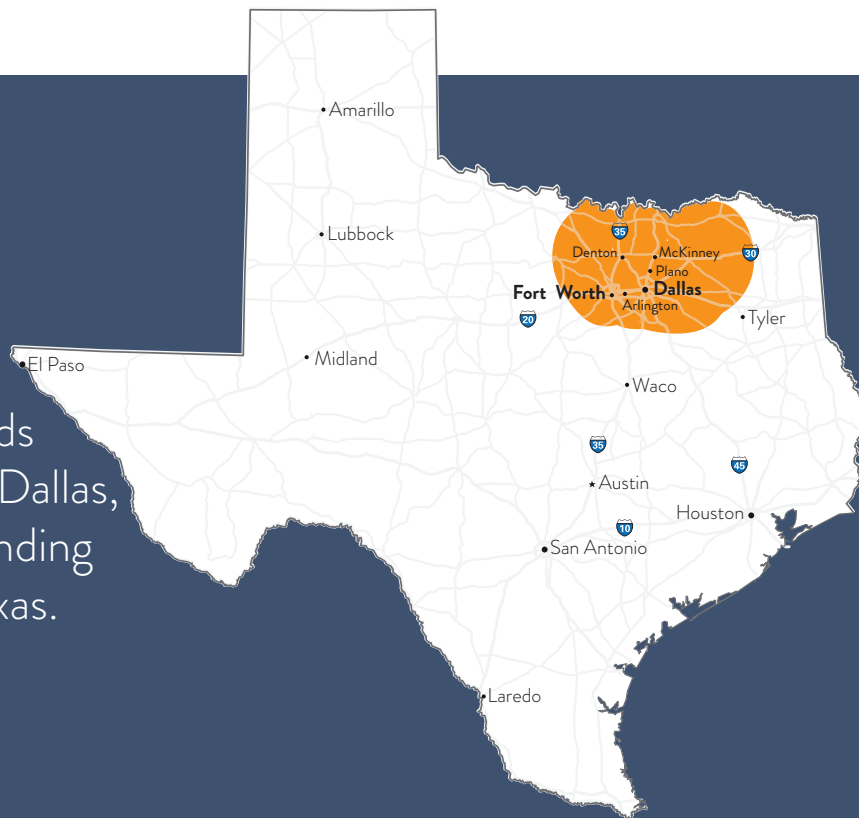 Amarillo
Lubbock
35
Denton
McKinney
30
Plano
Fort Worth
Dallas
Arlington
20
Tyler
Midland
El Paso
Waco
ds
Dallas,
nding
xas.
35
45
Austin
Houston
10
San Antonio
Laredo